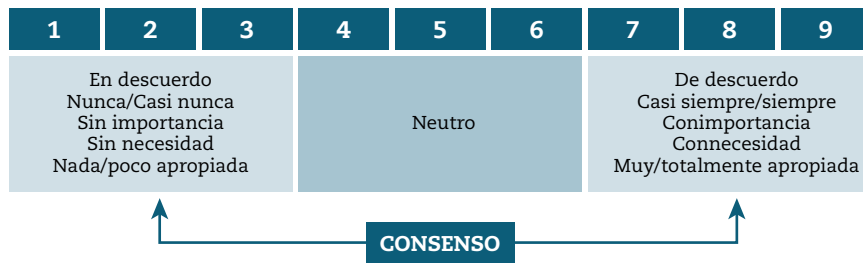 1 2 3 4 5 6 7 8 9
En descuerdo
Nunca/Casi nunca
Sin importancia
Sin necesidad
Nada/poco apropiada
Neutro
De descuerdo
Casi siempre/siempre
Conimportancia
Connecesidad
Muy/totalmente apropiada
CONSENSO